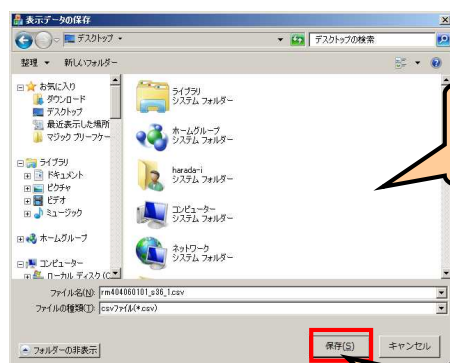 表示データの保存
デスクトップ
デスクトップの検索
整理 新しいフォルダー
お気に入り
ダウンロード
デスクトップ
最近表示した場所
マジック ブリーフケー
ライブラリ
ドキュメント
ピクチャ
ビデオ
ミュージック
ホームグループ
コンピューター
ローカル ディスク (C
ライブラリ
システム フォルダー
ホームグループ
システム フォルダー
harada-i
システム フォルダー
コンピューター
システム フォルダー
ネットワーク
システム フォルダー
ファイル名(N): rm404060101_s36_1.csv
ファイルの種類(T): csvファイル(*.csv)
フォルダーの非表示
保存(S)
キャンセル